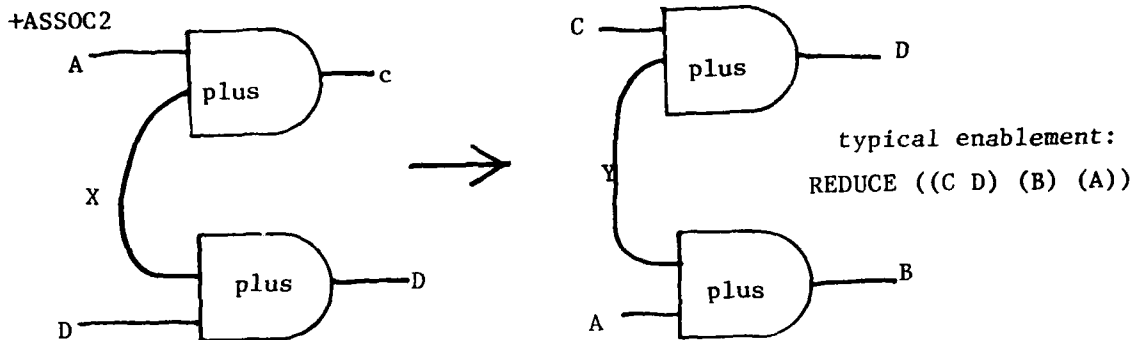 +ASSOC2
A
plus
c
X
plus
D
D
C
plus
D
Y
plus
B
A
typical enablement:
REDUCE ((C D) (B) (A))